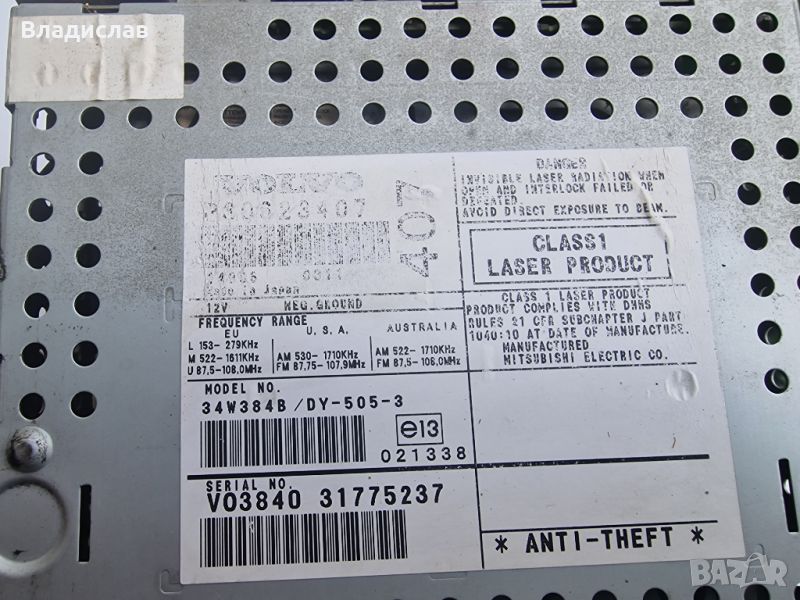 Владислав
VOLVO
P30623407
407
0311
Made in Japan
12V NEG.GROUND
FREQUENCY RANGE
EU U.S.A. AUSTRALIA
L 153- 279KHz
M 522-1611KHz
U 87.5-108.0MHz
AM 530- 1710KHz
FM 87.75-107.9MHz
AM 522- 1710KHz
FM 87.5-108.0MHz
MODEL NO.
34W384B/DY-505-3
e13
021338
SERIAL NO.
VO3840 31775237
DANGER
INVISIBLE LASER RADIATION WHEN
OPEN AND INTERLOCK FAILED OR
DEFEATED
AVOID DIRECT EXPOSURE TO BEAM.
CLASS1
LASER PRODUCT
CLASS 1 LASER PRODUCT
PRODUCT COMPLIES WITH DHHS
RULES 21 CFR SUBCHAPTER J PART
1040:10 AT DATE OF MANUFACTURE.
MANUFACTURED
MITSUBISHI ELECTRIC CO.
* ANTI-THEFT *
BAZAR